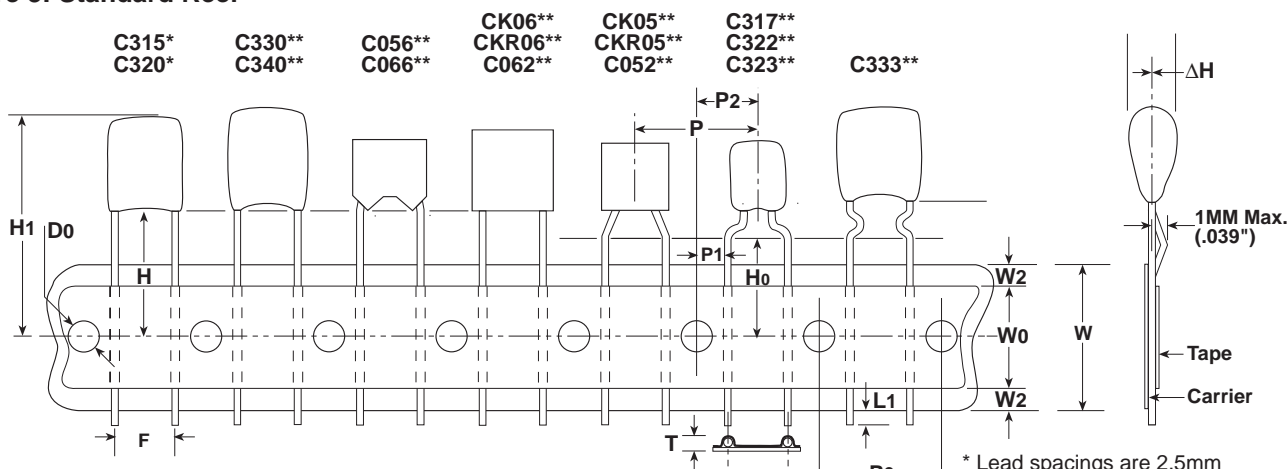 CK06** CK05** C317**
C315* C330** C056** CKR06** CKR05** C322**
C320* C340** C066** C062** C052** C323** C333**
ΔH
P2
P
H1
D0
1MM Max.
(.039")
H
P1
H0
W2
W0
W
Tape
Carrier
W2
L1
F
T
* Lead spacings are 2.5mm